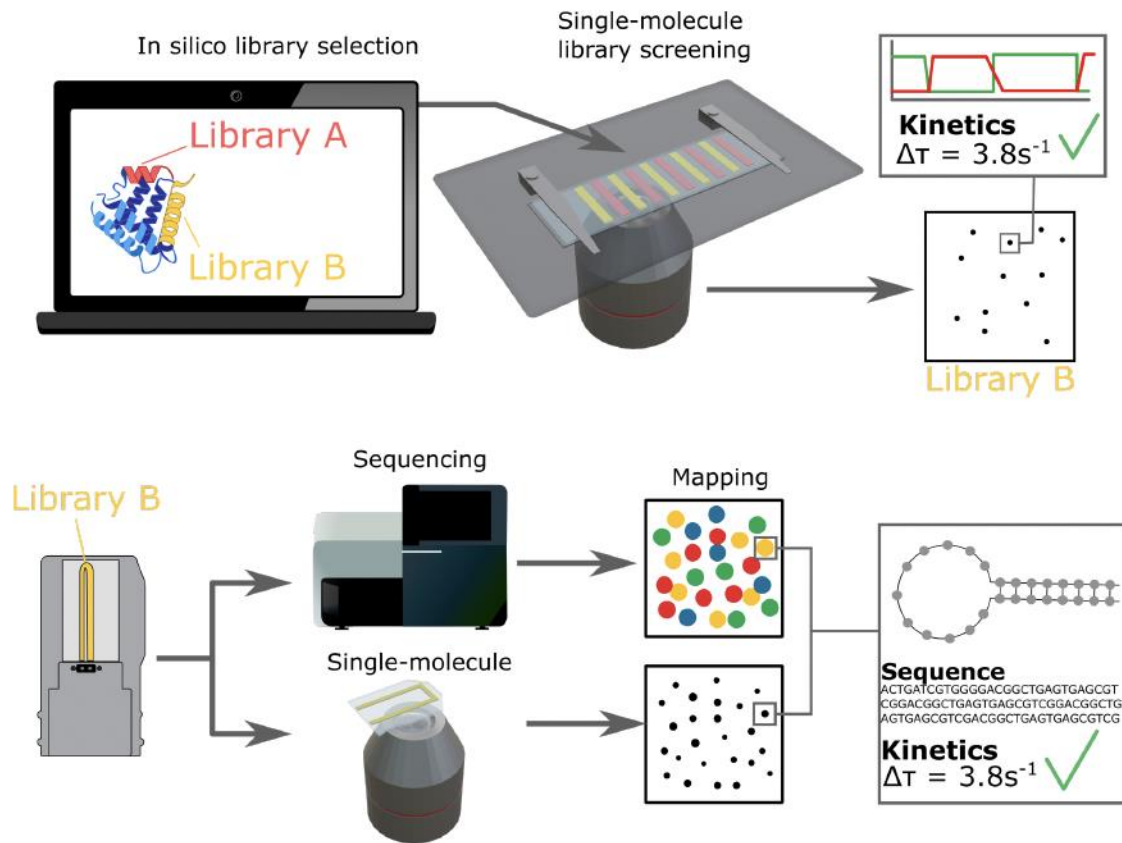 In silico library selection
Single-molecule
library screening
Library A
Library B
Kinetics
Δτ = 3.8s⁻¹
Library B
Library B
Sequencing
Mapping
Single-molecule
Sequence
ACTGATCGTGGGGACGGCTGAGTGAGCGT
CGGACGGCTGAGTGAGCGTCGGACGGCTG
AGTGAGCGTCGACGGCTGAGTGAGCGTCG
Kinetics
Δτ = 3.8s⁻¹